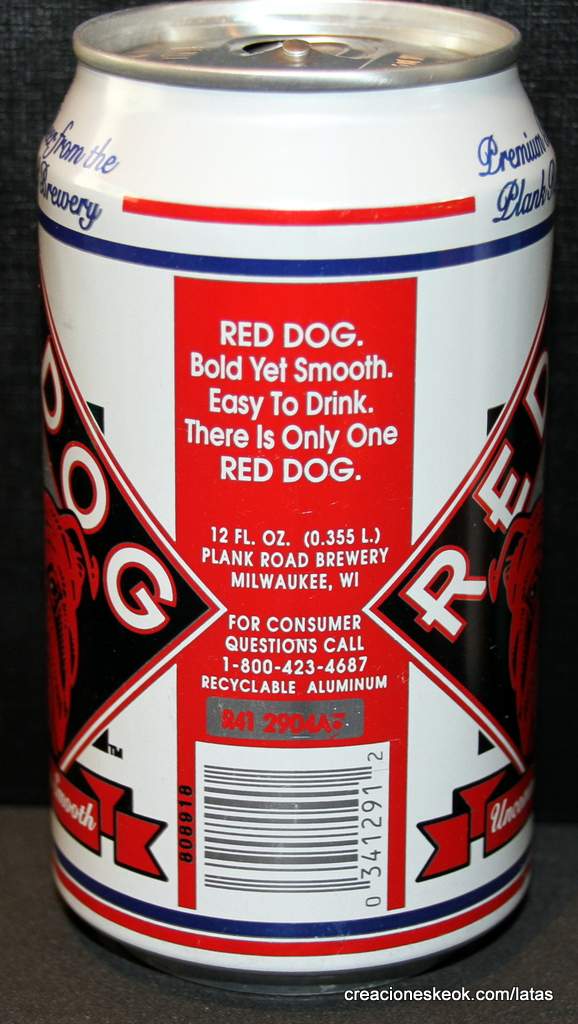 from the
Brewery
Premium
Plank
RED DOG.
Bold Yet Smooth.
Easy To Drink.
There Is Only One
RED DOG.
DOG
RED
12 FL. OZ. (0.355 L.)
PLANK ROAD BREWERY
MILWAUKEE, WI
FOR CONSUMER
QUESTIONS CALL
1-800-423-4687
RECYCLABLE ALUMINUM
TM
Smooth
808918
0 341291 2
creacioneskeok.com/latas